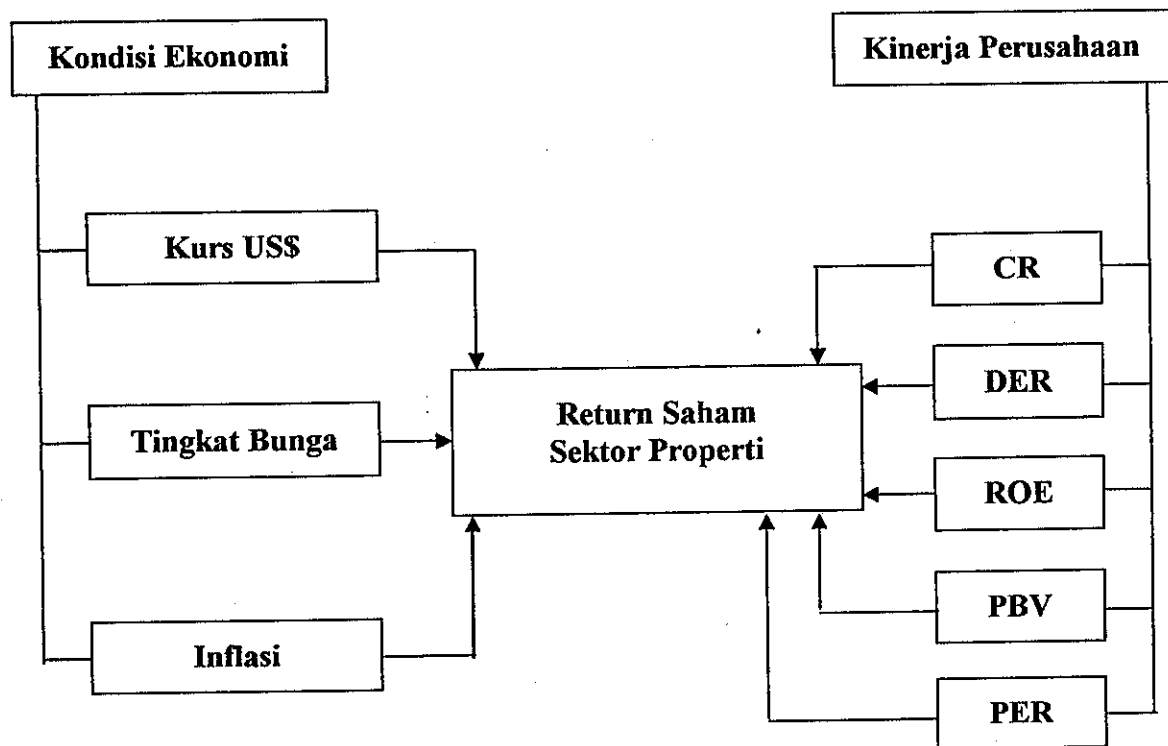 Kondisi Ekonomi
Kinerja Perusahaan
Kurs US$
Tingkat Bunga
Inflasi
Return Saham
Sektor Properti
CR
DER
ROE
PBV
PER